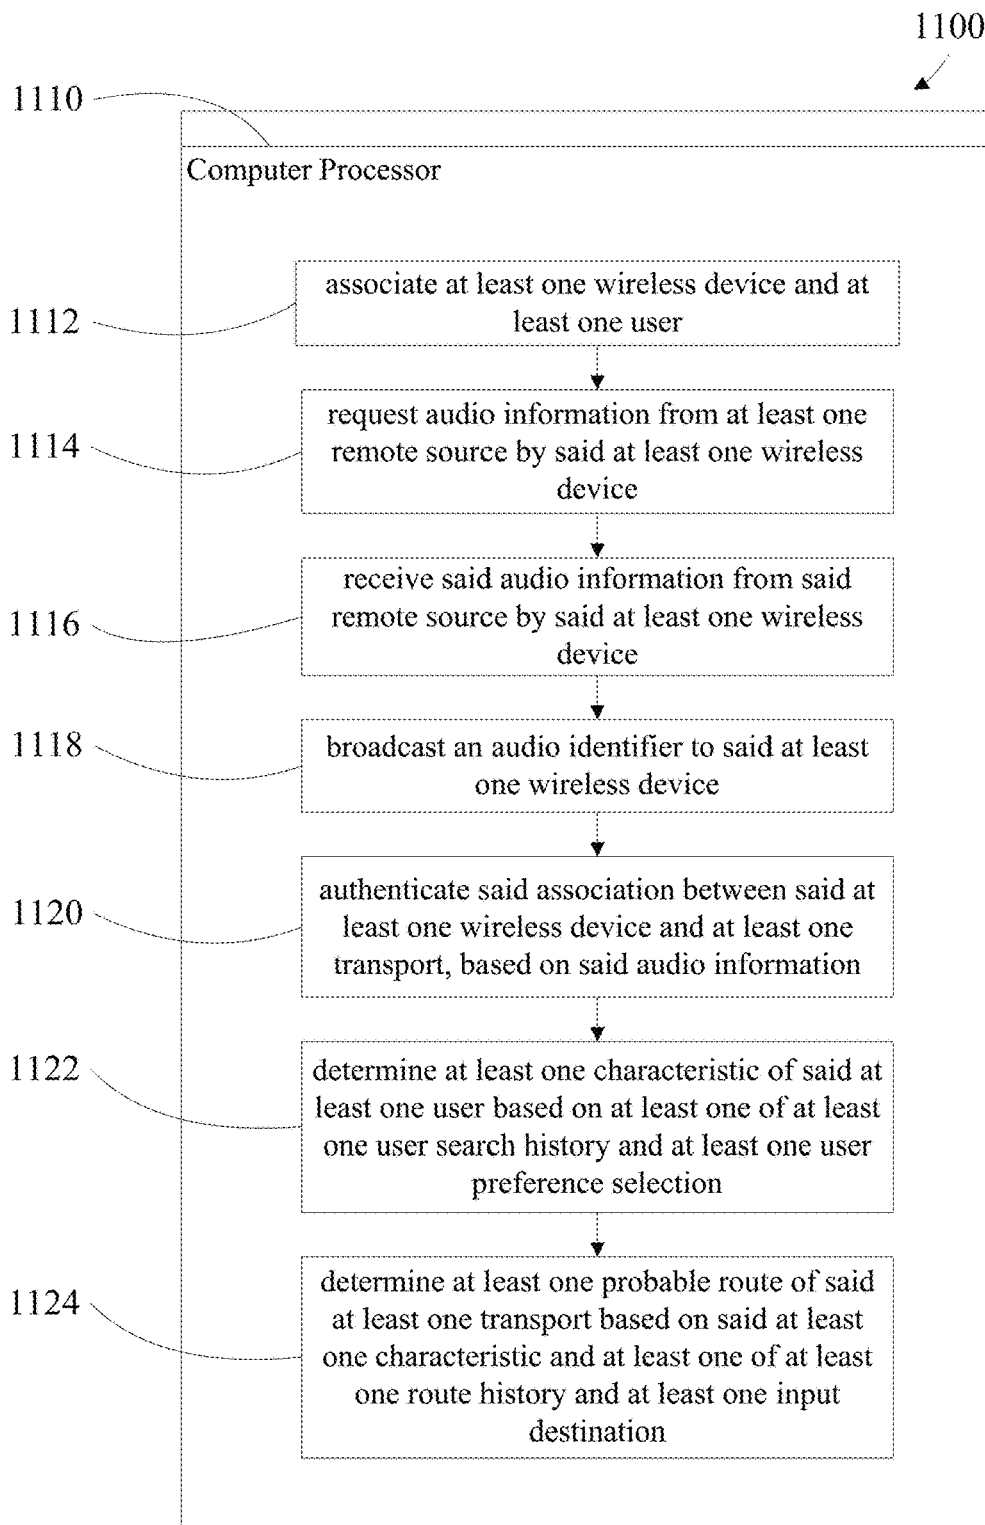 1100
1110
Computer Processor
associate at least one wireless device and at
least one user
1112
request audio information from at least one
remote source by said at least one wireless
device
1114
receive said audio information from said
remote source by said at least one wireless
device
1116
broadcast an audio identifier to said at least
one wireless device
1118
authenticate said association between said at
least one wireless device and at least one
transport, based on said audio information
1120
determine at least one characteristic of said at
least one user based on at least one of at least
one user search history and at least one user
preference selection
1122
determine at least one probable route of said
at least one transport based on said at least
one characteristic and at least one of at least
one route history and at least one input
destination
1124